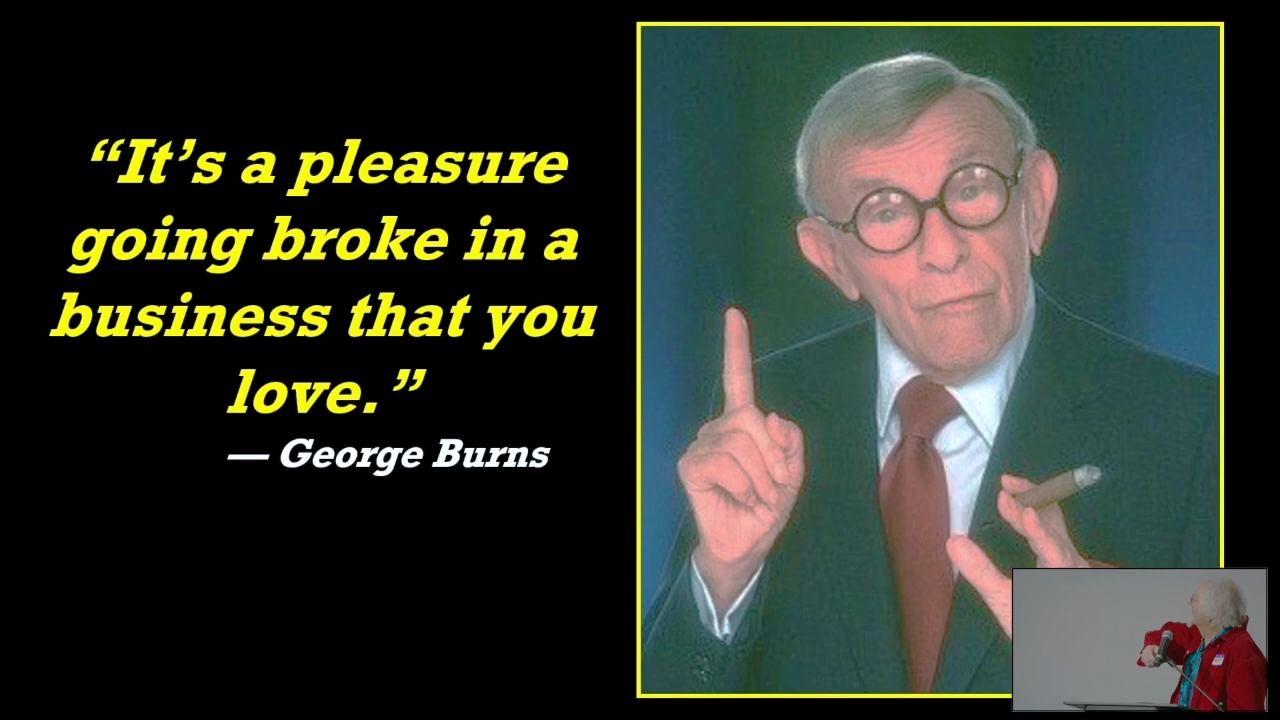 “It’s a pleasure
going broke in a
business that you
love.”
— George Burns